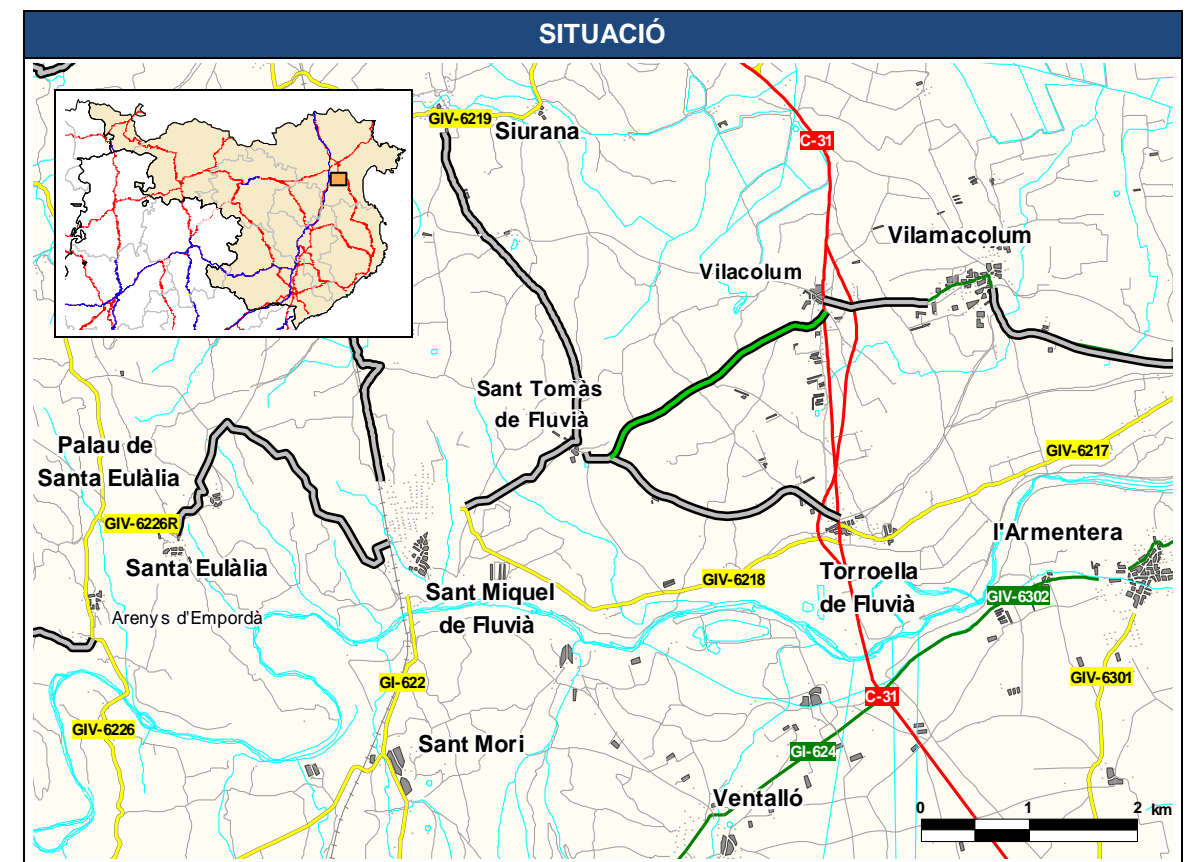 SITUACIÓ
GIV-6219
Siurana
C-31
Vilamacolum
Vilacolum
Sant Tomàs
de Fluvià
Palau de
Santa Eulàlia
GIV-6217
GIV-6226R
l'Armentera
Santa Eulàlia
GIV-6218
Torroella
de Fluvià
Sant Miquel
de Fluvià
GIV-6302
Arenys d'Empordà
GI-622
C-31
GIV-6301
GIV-6226
Sant Mori
GI-624
Ventalló
0 1 2 km